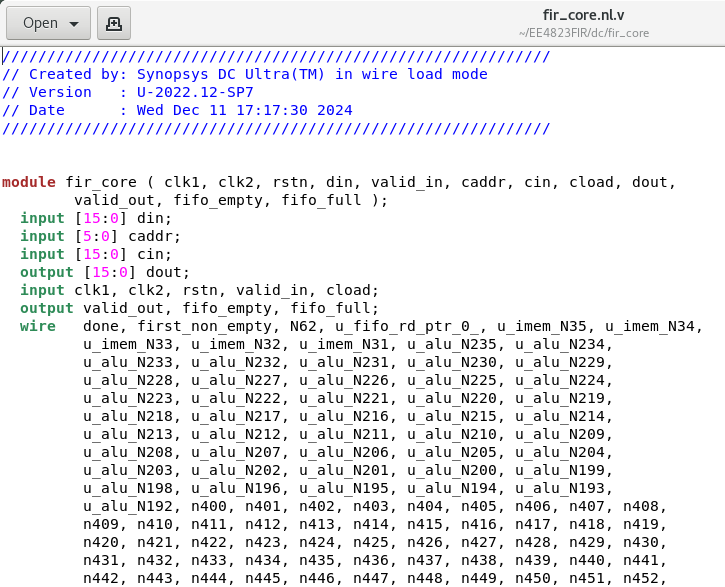 Open
fir_core.nl.v
~/EE4823FIR/dc/fir_core
/////////////////////////////////////////////////////////////
// Created by: Synopsys DC Ultra(TM) in wire load mode
// Version   : U-2022.12-SP7
// Date      : Wed Dec 11 17:17:30 2024
/////////////////////////////////////////////////////////////
module fir_core ( clk1, clk2, rstn, din, valid_in, caddr, cin, cload, dout,
        valid_out, fifo_empty, fifo_full );
  input [15:0] din;
  input [5:0] caddr;
  input [15:0] cin;
  output [15:0] dout;
  input clk1, clk2, rstn, valid_in, cload;
  output valid_out, fifo_empty, fifo_full;
  wire   done, first_non_empty, N62, u_fifo_rd_ptr_0_, u_imem_N35, u_imem_N34,
         u_imem_N33, u_imem_N32, u_imem_N31, u_alu_N235, u_alu_N234,
         u_alu_N233, u_alu_N232, u_alu_N231, u_alu_N230, u_alu_N229,
         u_alu_N228, u_alu_N227, u_alu_N226, u_alu_N225, u_alu_N224,
         u_alu_N223, u_alu_N222, u_alu_N221, u_alu_N220, u_alu_N219,
         u_alu_N218, u_alu_N217, u_alu_N216, u_alu_N215, u_alu_N214,
         u_alu_N213, u_alu_N212, u_alu_N211, u_alu_N210, u_alu_N209,
         u_alu_N208, u_alu_N207, u_alu_N206, u_alu_N205, u_alu_N204,
         u_alu_N203, u_alu_N202, u_alu_N201, u_alu_N200, u_alu_N199,
         u_alu_N198, u_alu_N196, u_alu_N195, u_alu_N194, u_alu_N193,
         u_alu_N192, n400, n401, n402, n403, n404, n405, n406, n407, n408,
         n409, n410, n411, n412, n413, n414, n415, n416, n417, n418, n419,
         n420, n421, n422, n423, n424, n425, n426, n427, n428, n429, n430,
         n431, n432, n433, n434, n435, n436, n437, n438, n439, n440, n441,
         n442, n443, n444, n445, n446, n447, n448, n449, n450, n451, n452,